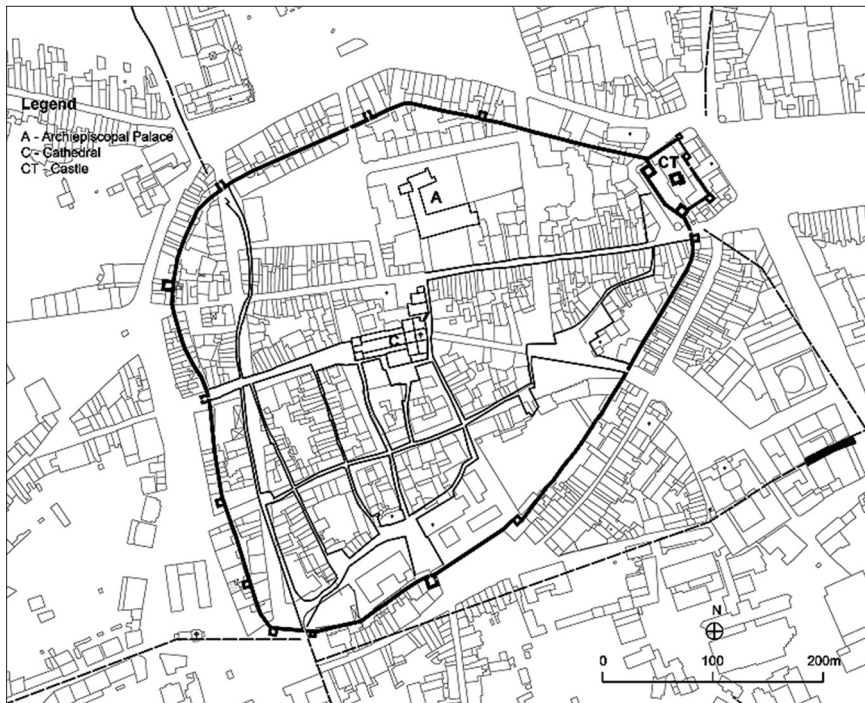 Legend
A - Archiepiscopal Palace
C - Cathedral
CT - Castle
CT
A
C
N
0 100 200m